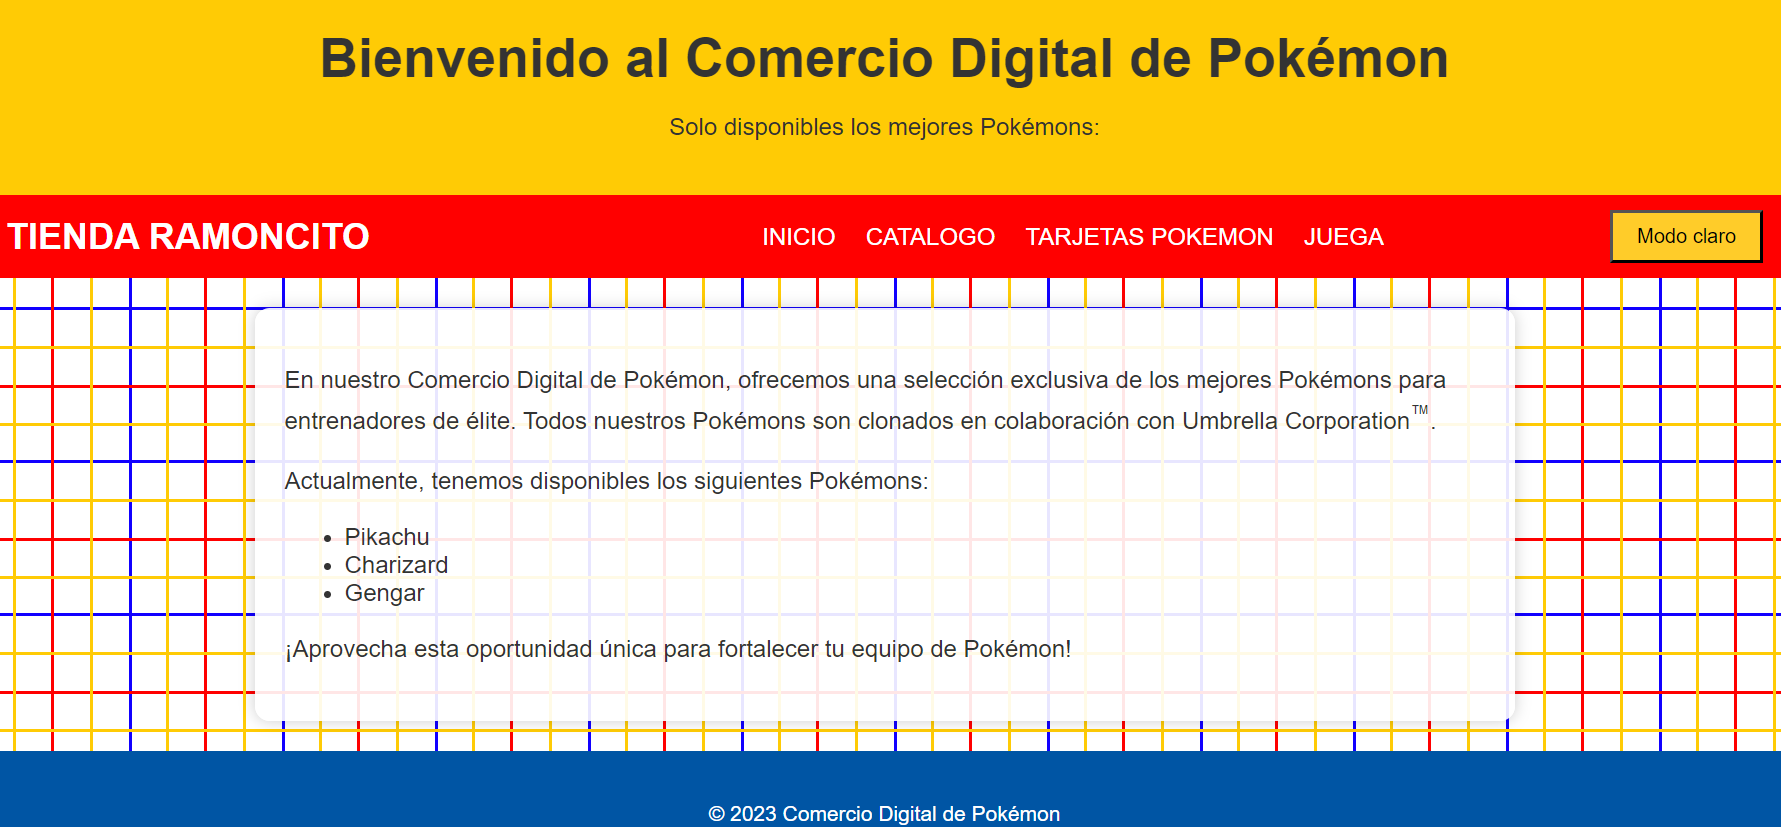 Bienvenido al Comercio Digital de Pokémon
Solo disponibles los mejores Pokémons:
TIENDA RAMONCITO
INICIO CATALOGO TARJETAS POKEMON JUEGA
Modo claro
En nuestro Comercio Digital de Pokémon, ofrecemos una selección exclusiva de los mejores Pokémons para
entrenadores de élite. Todos nuestros Pokémons son clonados en colaboración con Umbrella Corporation™.
Actualmente, tenemos disponibles los siguientes Pokémons:
• Pikachu
• Charizard
• Gengar
¡Aprovecha esta oportunidad única para fortalecer tu equipo de Pokémon!
© 2023 Comercio Digital de Pokémon